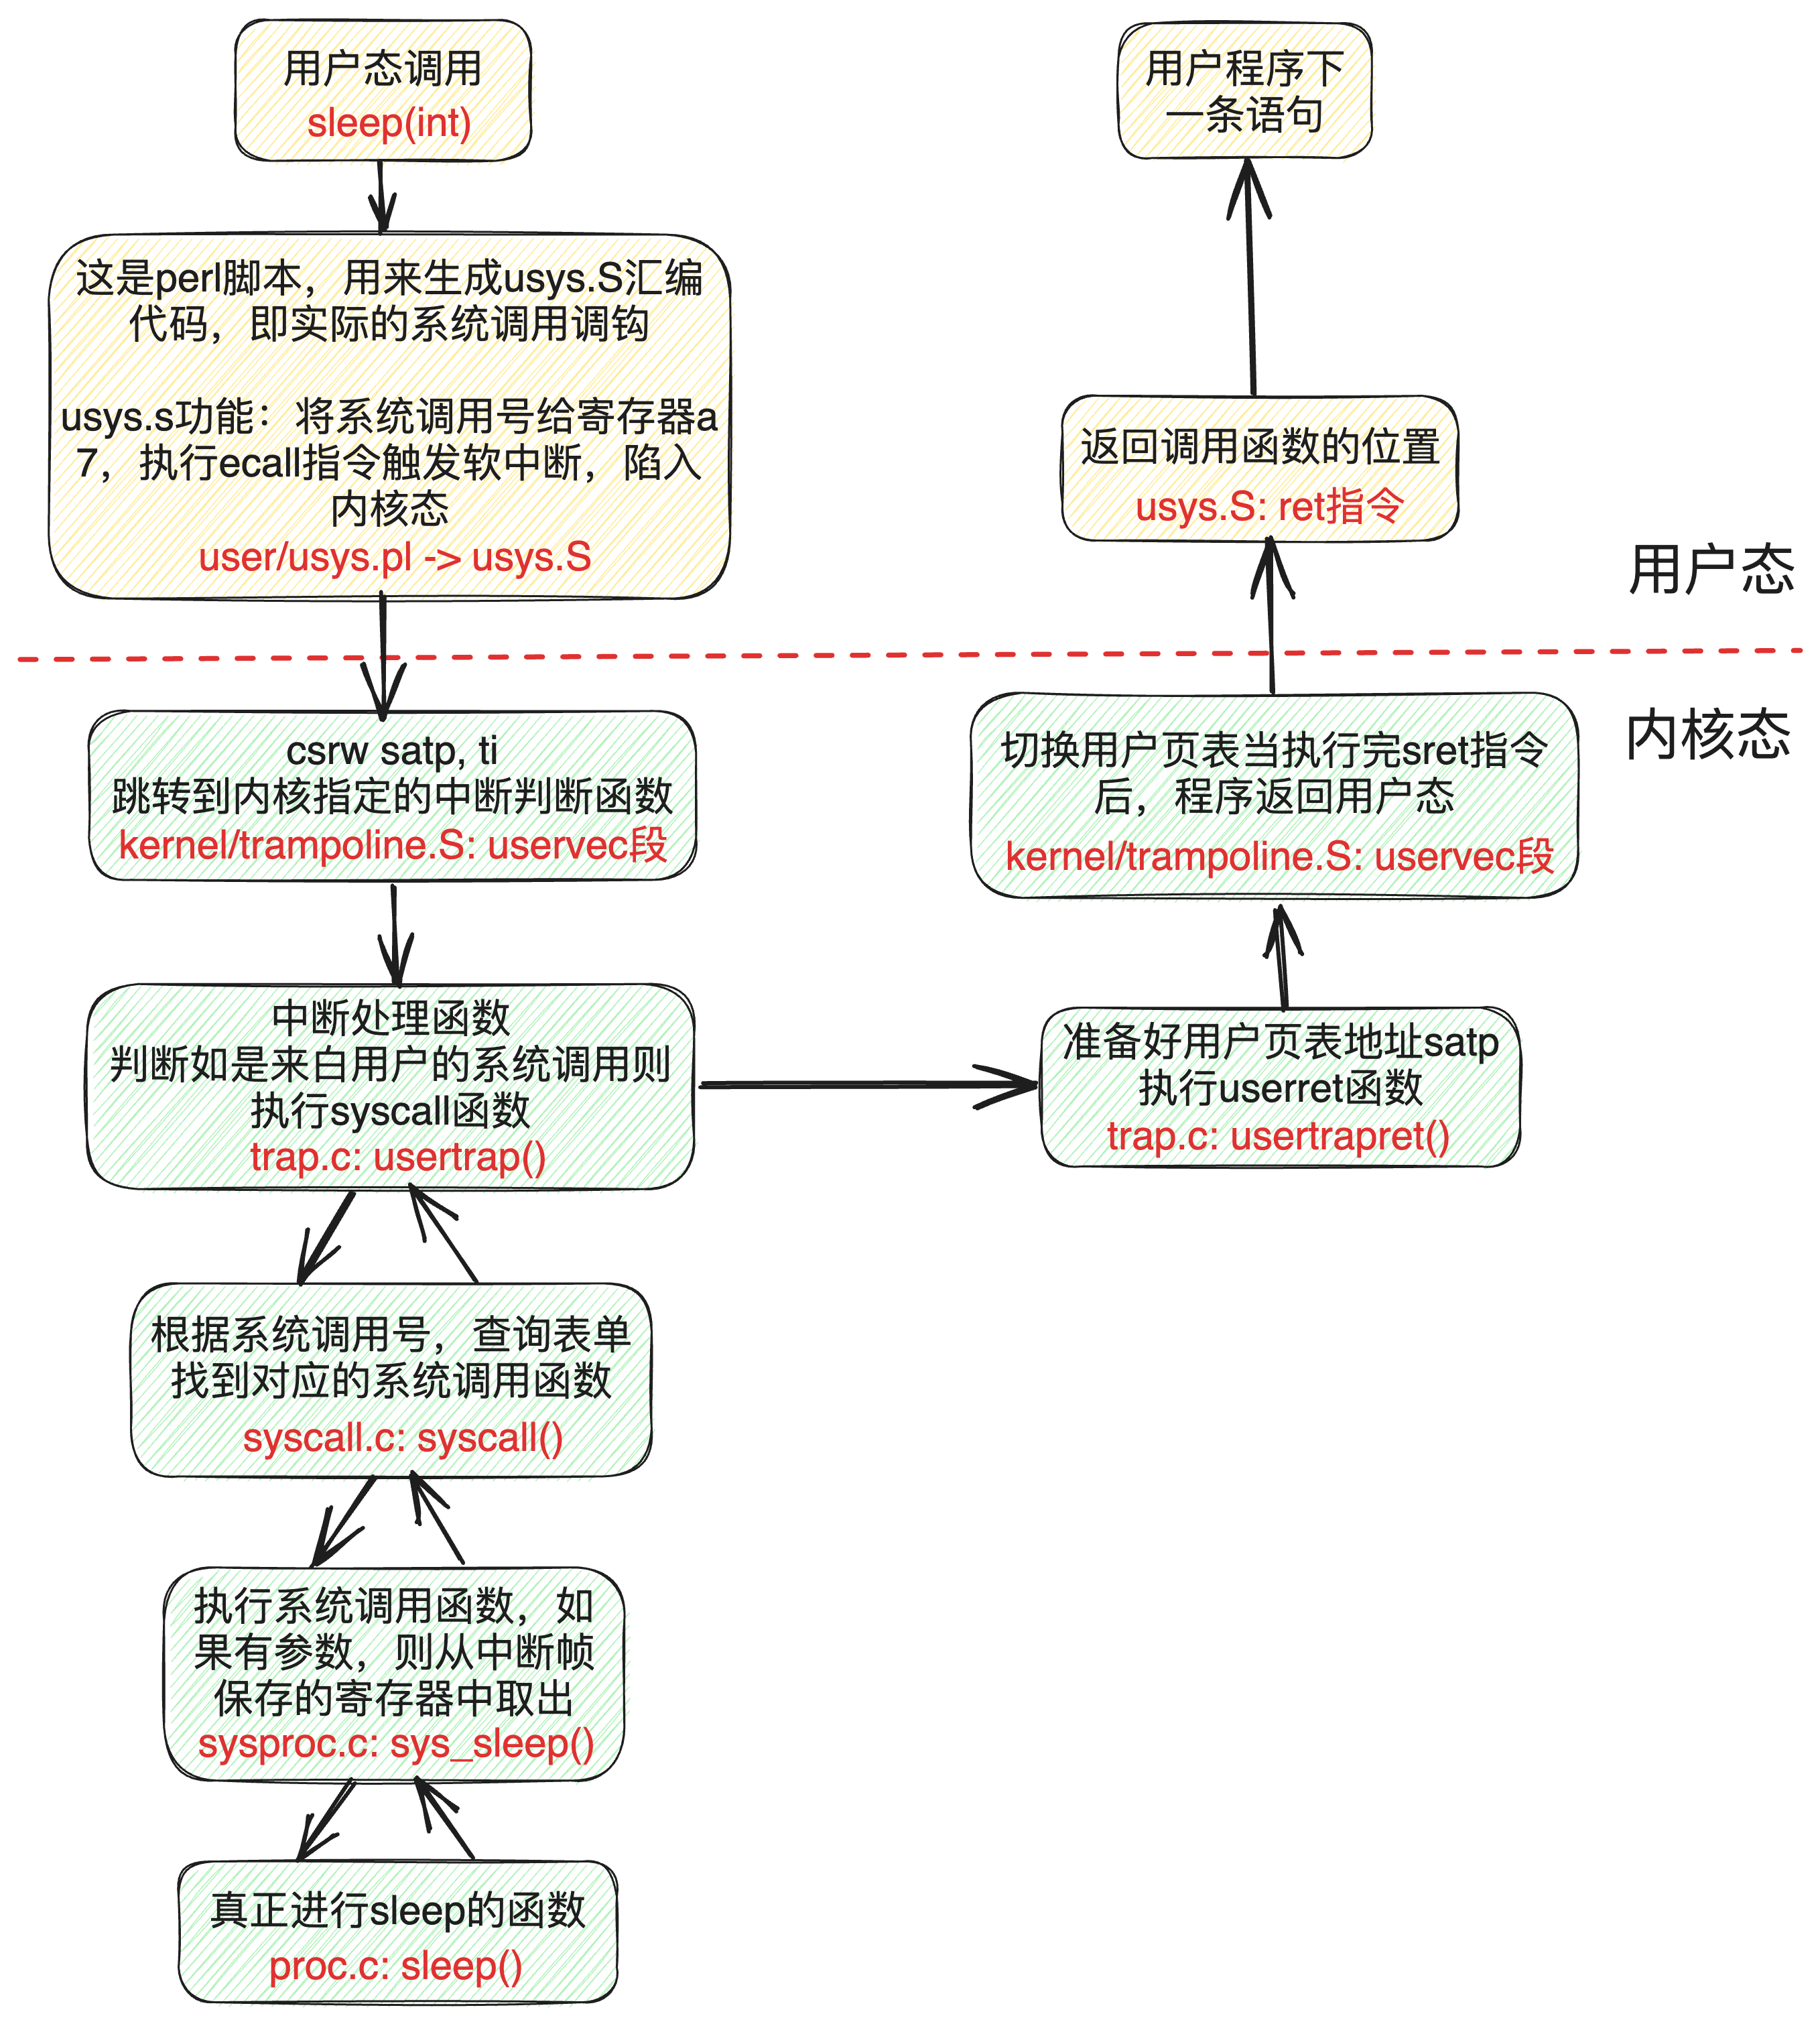 用户态调用
sleep(int)
这是perl脚本，用来生成usys.S汇编
代码，即实际的系统调用调钩
usys.s功能：将系统调用号给寄存器a
7，执行ecall指令触发软中断，陷入
内核态
user/usys.pl -> usys.S
csrw satp, ti
跳转到内核指定的中断判断函数
kernel/trampoline.S: uservec段
中断处理函数
判断如是来白用户的系统调用则
执行syscall函数
trap.c: usertrap()
根据系统调用号，查询表单
找到对应的系统调用函数
syscall.c: syscall()
执行系统调用函数，如
果有参数，则从中断帧
保存的寄存器中取出
sysproc.c: sys_sleep()
真正进行sleep的函数
proc.c: sleep()
准备好用户页表地址satp
执行userret函数
trap.c: usertrapret()
切换用户页表当执行完sret指令
后，程序返回用户态
kernel/trampoline.S: uservec段
返回调用函数的位置
usys.S: ret指令
用户程序下
一条语句
用户态
内核态